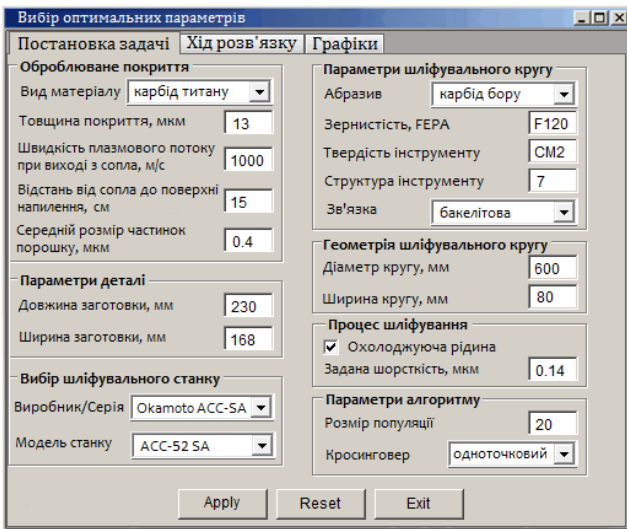 Вибір оптимальних параметрів
Постановка задачі Хід розв'язку Графіки
Оброблюване покриття
Вид матеріалу карбід титану
Товщина покриття, мкм 13
Швидкість плазмового потоку
при виході з сопла, м/с 1000
Відстань від сопла до поверхні
напилення, см 15
Середній розмір частинок
порошку, мкм 0.4
Параметри деталі
Довжина заготовки, мм 230
Ширина заготовки, мм 168
Вибір шліфувального станку
Виробник/Серія Okamoto ACC-SA
Модель станку ACC-52 SA
Параметри шліфувального кругу
Абразив карбід бору
Зернистість, FEPA F120
Твердість інструменту СМ2
Структура інструменту 7
Зв'язка бакелітова
Геометрія шліфувального кругу
Діаметр кругу, мм 600
Ширина кругу, мм 80
Процес шліфування
Охолоджуюча рідина
Задана шорсткість, мкм 0.14
Параметри алгоритму
Розмір популяції 20
Кросинговер одноточковий
Apply Reset Exit